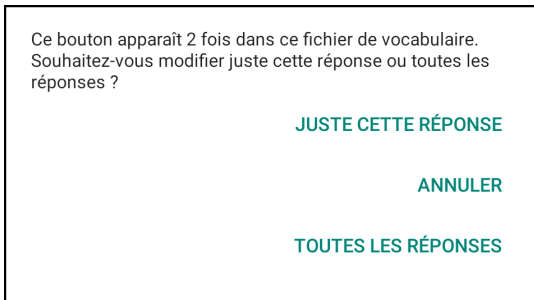 Ce bouton apparaît 2 fois dans ce fichier de vocabulaire.
Souhaitez-vous modifier juste cette réponse ou toutes les
réponses ?
JUSTE CETTE RÉPONSE
ANNULER
TOUTES LES RÉPONSES